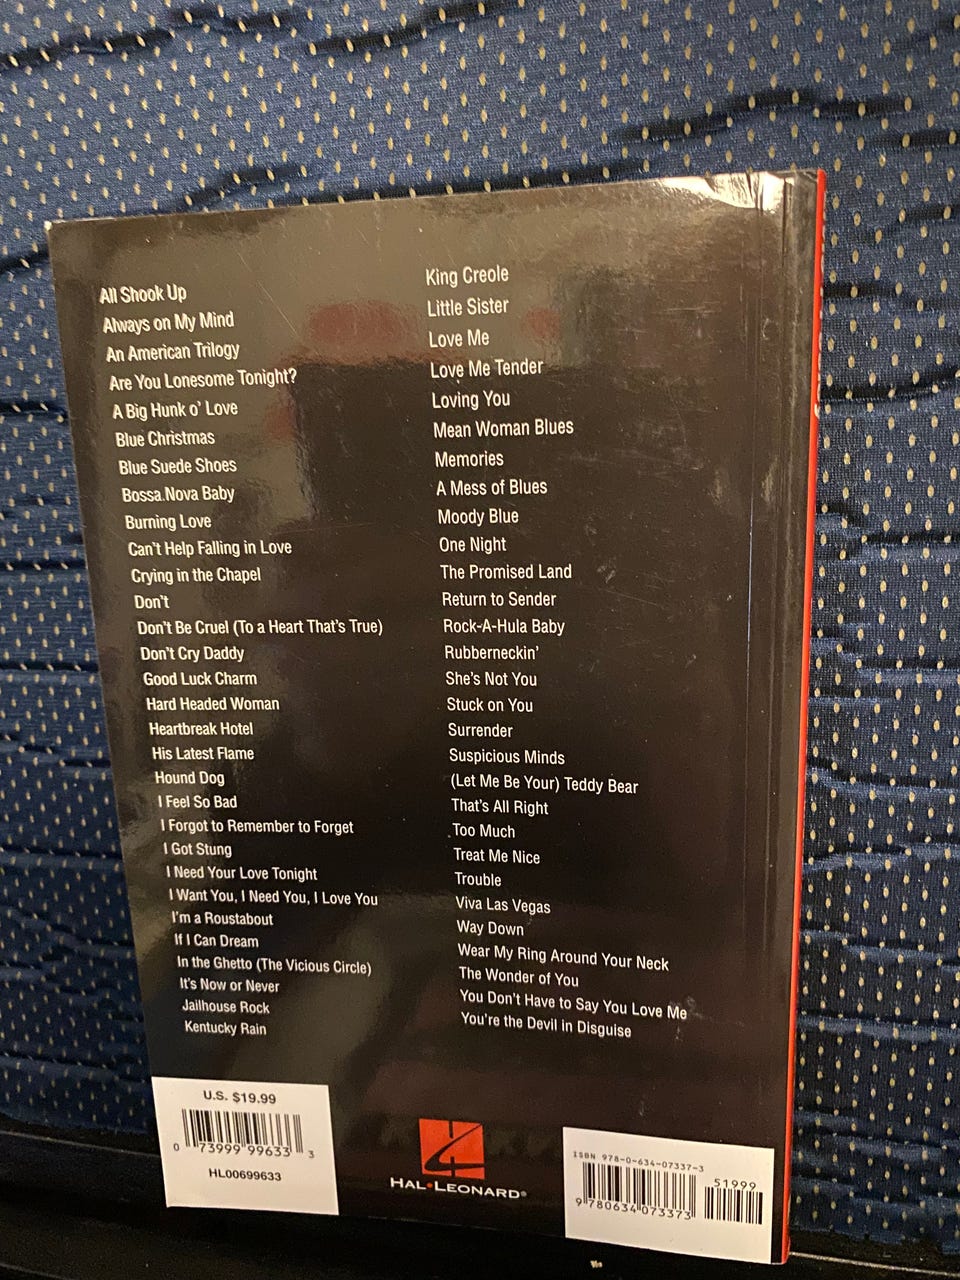 All Shook Up
Always on My Mind
An American Trilogy
Are You Lonesome Tonight?
A Big Hunk o' Love
Blue Christmas
Blue Suede Shoes
Bossa Nova Baby
Burning Love
Can't Help Falling in Love
Crying in the Chapel
Don't
Don't Be Cruel (To a Heart That's True)
Don't Cry Daddy
Good Luck Charm
Hard Headed Woman
Heartbreak Hotel
His Latest Flame
Hound Dog
I Feel So Bad
I Forgot to Remember to Forget
I Got Stung
I Need Your Love Tonight
I Want You, I Need You, I Love You
I'm a Roustabout
If I Can Dream
In the Ghetto (The Vicious Circle)
It's Now or Never
Jailhouse Rock
Kentucky Rain
King Creole
Little Sister
Love Me
Love Me Tender
Loving You
Mean Woman Blues
Memories
A Mess of Blues
Moody Blue
One Night
The Promised Land
Return to Sender
Rock-A-Hula Baby
Rubberneckin'
She's Not You
Stuck on You
Surrender
Suspicious Minds
(Let Me Be Your) Teddy Bear
That's All Right
Too Much
Treat Me Nice
Trouble
Viva Las Vegas
Way Down
Wear My Ring Around Your Neck
The Wonder of You
You Don't Have to Say You Love Me
You're the Devil in Disguise
U.S. $19.99
0 73999 99633 3
HL00699633
HAL•LEONARD®
ISBN 978-0-634-07337-3
51999
9 780634 073373